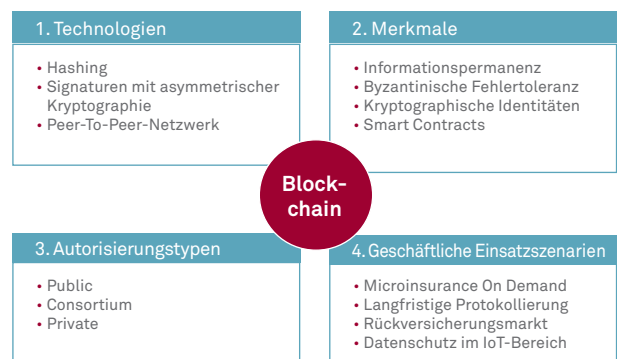 1. Technologien
• Hashing
• Signaturen mit asymmetrischer
Kryptographie
• Peer-To-Peer-Netzwerk
2. Merkmale
• Informationspermanenz
• Byzantinische Fehlertoleranz
• Kryptographische Identitäten
• Smart Contracts
Block-
chain
3. Autorisierungstypen
• Public
• Consortium
• Private
4. Geschäftliche Einsatzszenarien
• Microinsurance On Demand
• Langfristige Protokollierung
• Rückversicherungsmarkt
• Datenschutz im IoT-Bereich